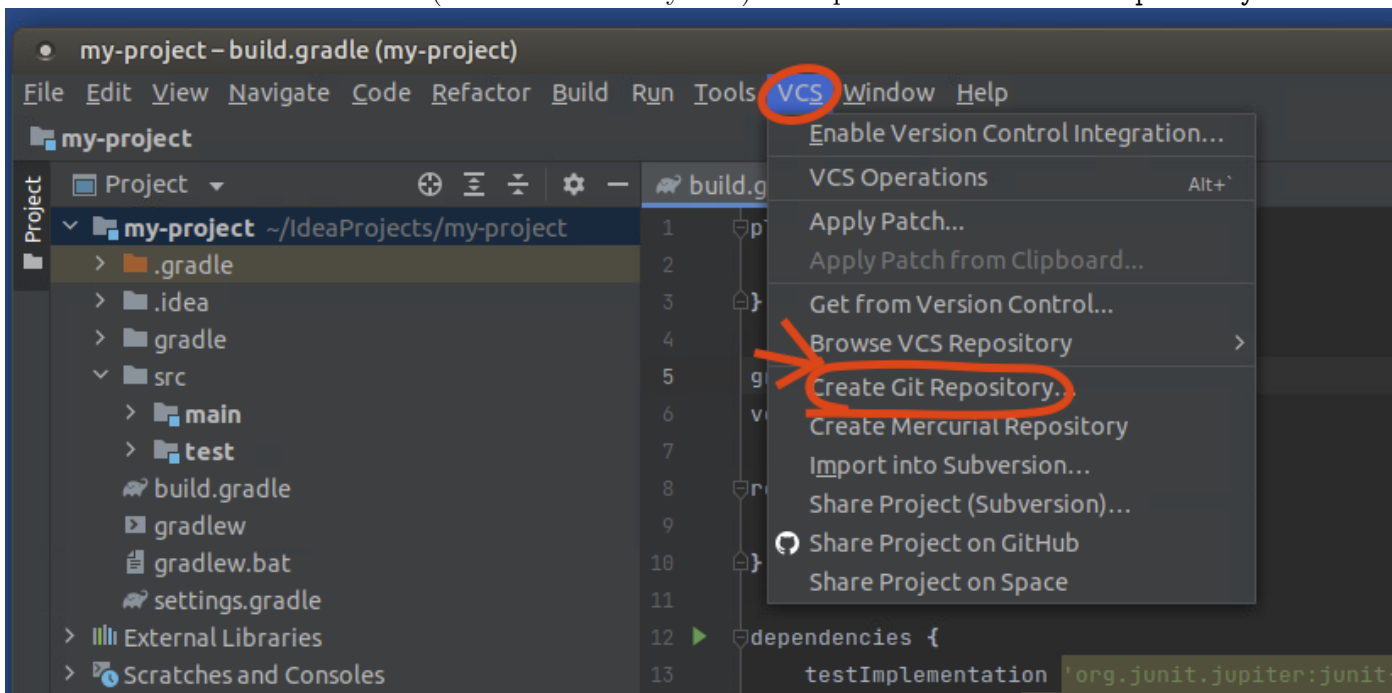 my-project – build.gradle (my-project)
File Edit View Navigate Code Refactor Build Run Tools VCS Window Help
my-project
Project
Project
build.g
my-project ~/IdeaProjects/my-project
.gradle
.idea
gradle
src
main
test
build.gradle
gradlew
gradlew.bat
settings.gradle
External Libraries
Scratches and Consoles
Enable Version Control Integration...
VCS Operations Alt+`
Apply Patch...
Apply Patch from Clipboard...
Get from Version Control...
Browse VCS Repository
Create Git Repository...
Create Mercurial Repository
Import into Subversion...
Share Project (Subversion)...
Share Project on GitHub
Share Project on Space
1
2
3 }
4
5
6
7
8
9
10 }
11
12 dependencies {
13 testImplementation 'org.junit.jupiter:junit